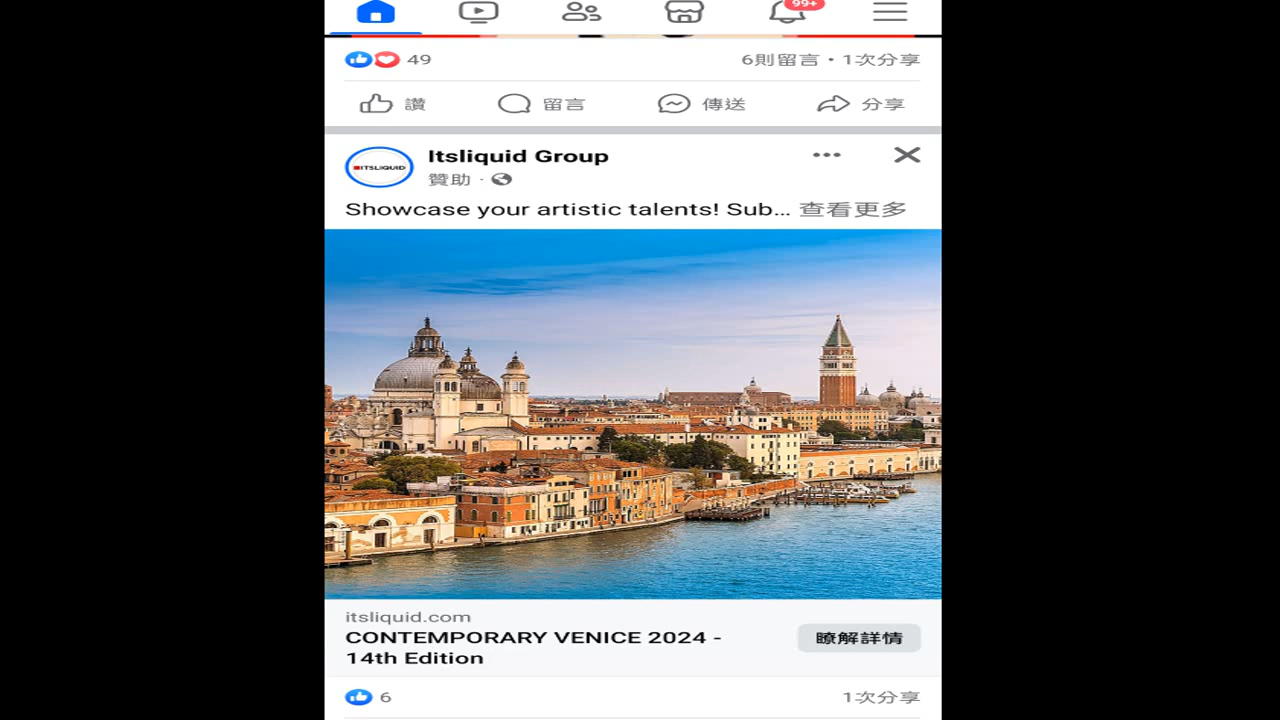 99+
49
6則留言・1次分享
讚 留言 傳送 分享
ITSLIQUID
Itsliquid Group
贊助 ·
Showcase your artistic talents! Sub... 查看更多
itsliquid.com
CONTEMPORARY VENICE 2024 -
14th Edition
瞭解詳情
6
1次分享